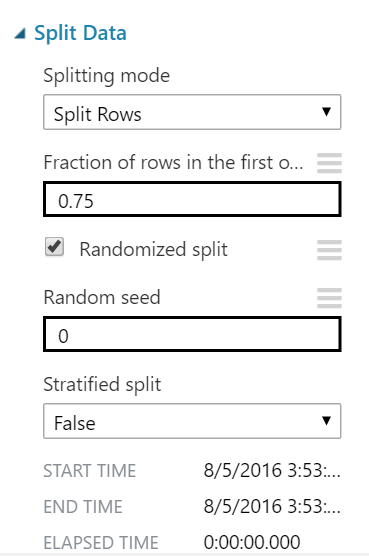 Split Data
Splitting mode
Split Rows
Fraction of rows in the first o...
0.75
Randomized split
Random seed
0
Stratified split
False
START TIME 8/5/2016 3:53:...
END TIME 8/5/2016 3:53:...
ELAPSED TIME 0:00:00.000